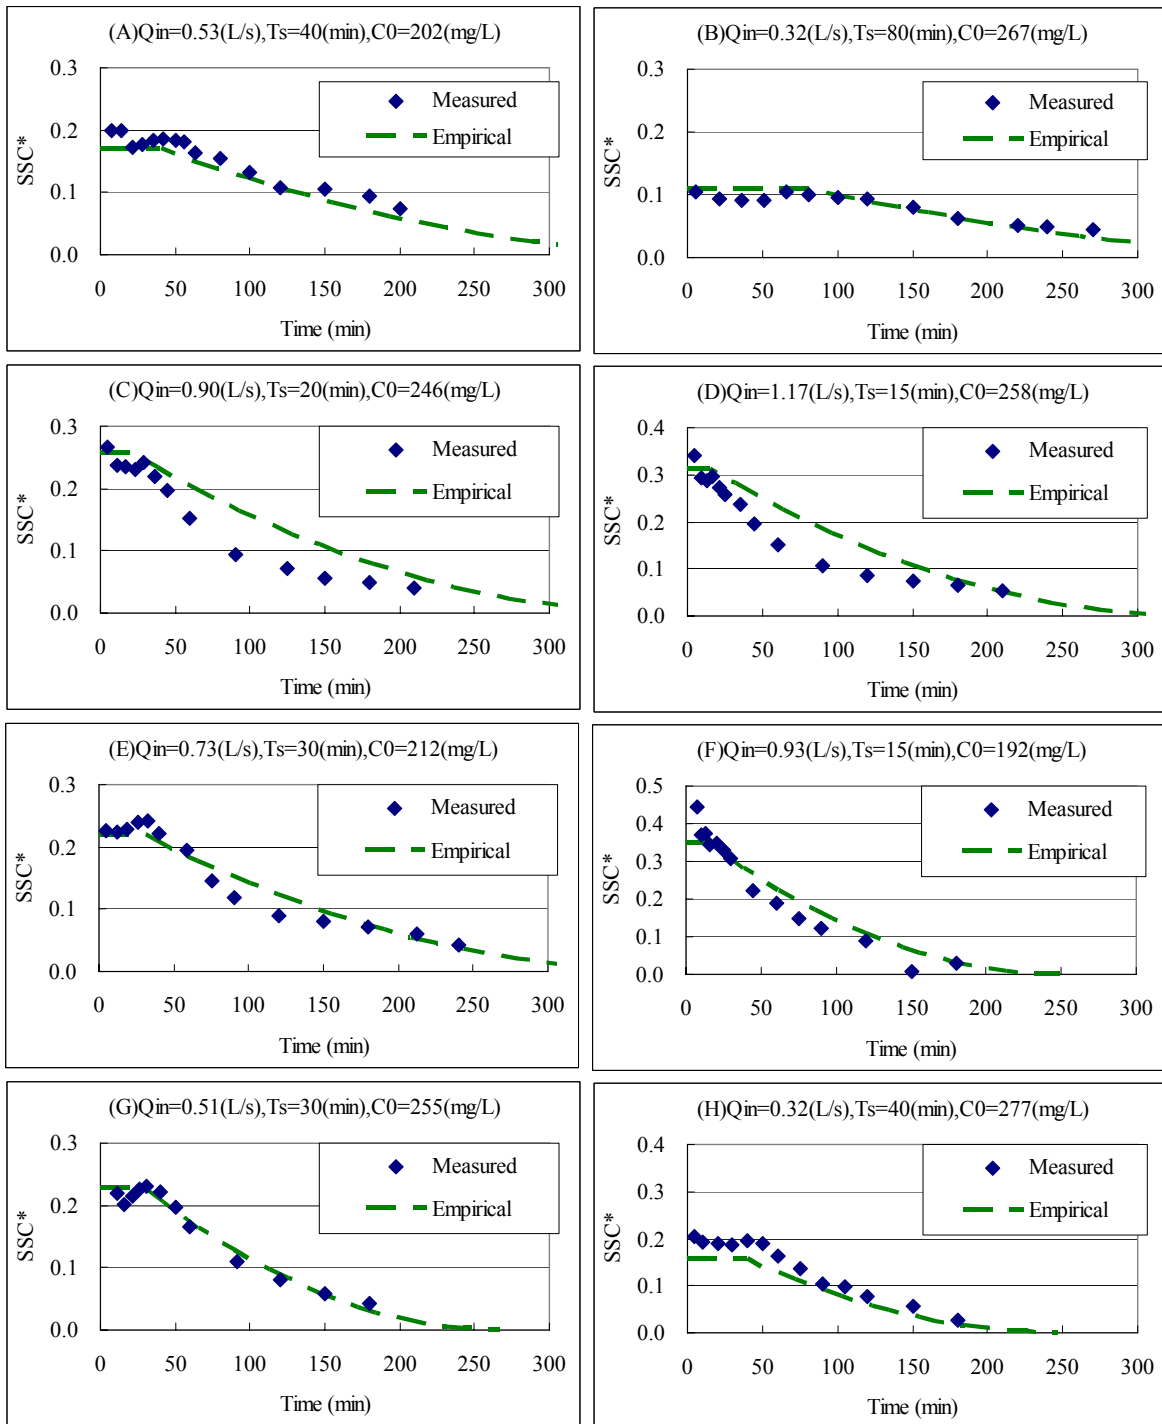 (A)Qin=0.53(L/s),Ts=40(min),C0=202(mg/L)
0.3
0.2
0.1
0.0
SSC*
Measured
Empirical
0 50 100 150 200 250 300
Time (min)
(B)Qin=0.32(L/s),Ts=80(min),C0=267(mg/L)
0.3
0.2
0.1
0.0
SSC*
Measured
Empirical
0 50 100 150 200 250 300
Time (min)
(C)Qin=0.90(L/s),Ts=20(min),C0=246(mg/L)
0.3
0.2
0.1
0.0
SSC*
Measured
Empirical
0 50 100 150 200 250 300
Time (min)
(D)Qin=1.17(L/s),Ts=15(min),C0=258(mg/L)
0.4
0.3
0.2
0.1
0.0
SSC*
Measured
Empirical
0 50 100 150 200 250 300
Time (min)
(E)Qin=0.73(L/s),Ts=30(min),C0=212(mg/L)
0.3
0.2
0.1
0.0
SSC*
Measured
Empirical
0 50 100 150 200 250 300
Time (min)
(F)Qin=0.93(L/s),Ts=15(min),C0=192(mg/L)
0.5
0.4
0.3
0.2
0.1
0.0
SSC*
Measured
Empirical
0 50 100 150 200 250 300
Time (min)
(G)Qin=0.51(L/s),Ts=30(min),C0=255(mg/L)
0.3
0.2
0.1
0.0
SSC*
Measured
Empirical
0 50 100 150 200 250 300
Time (min)
(H)Qin=0.32(L/s),Ts=40(min),C0=277(mg/L)
0.4
0.3
0.2
0.1
0.0
SSC*
Measured
Empirical
0 50 100 150 200 250 300
Time (min)